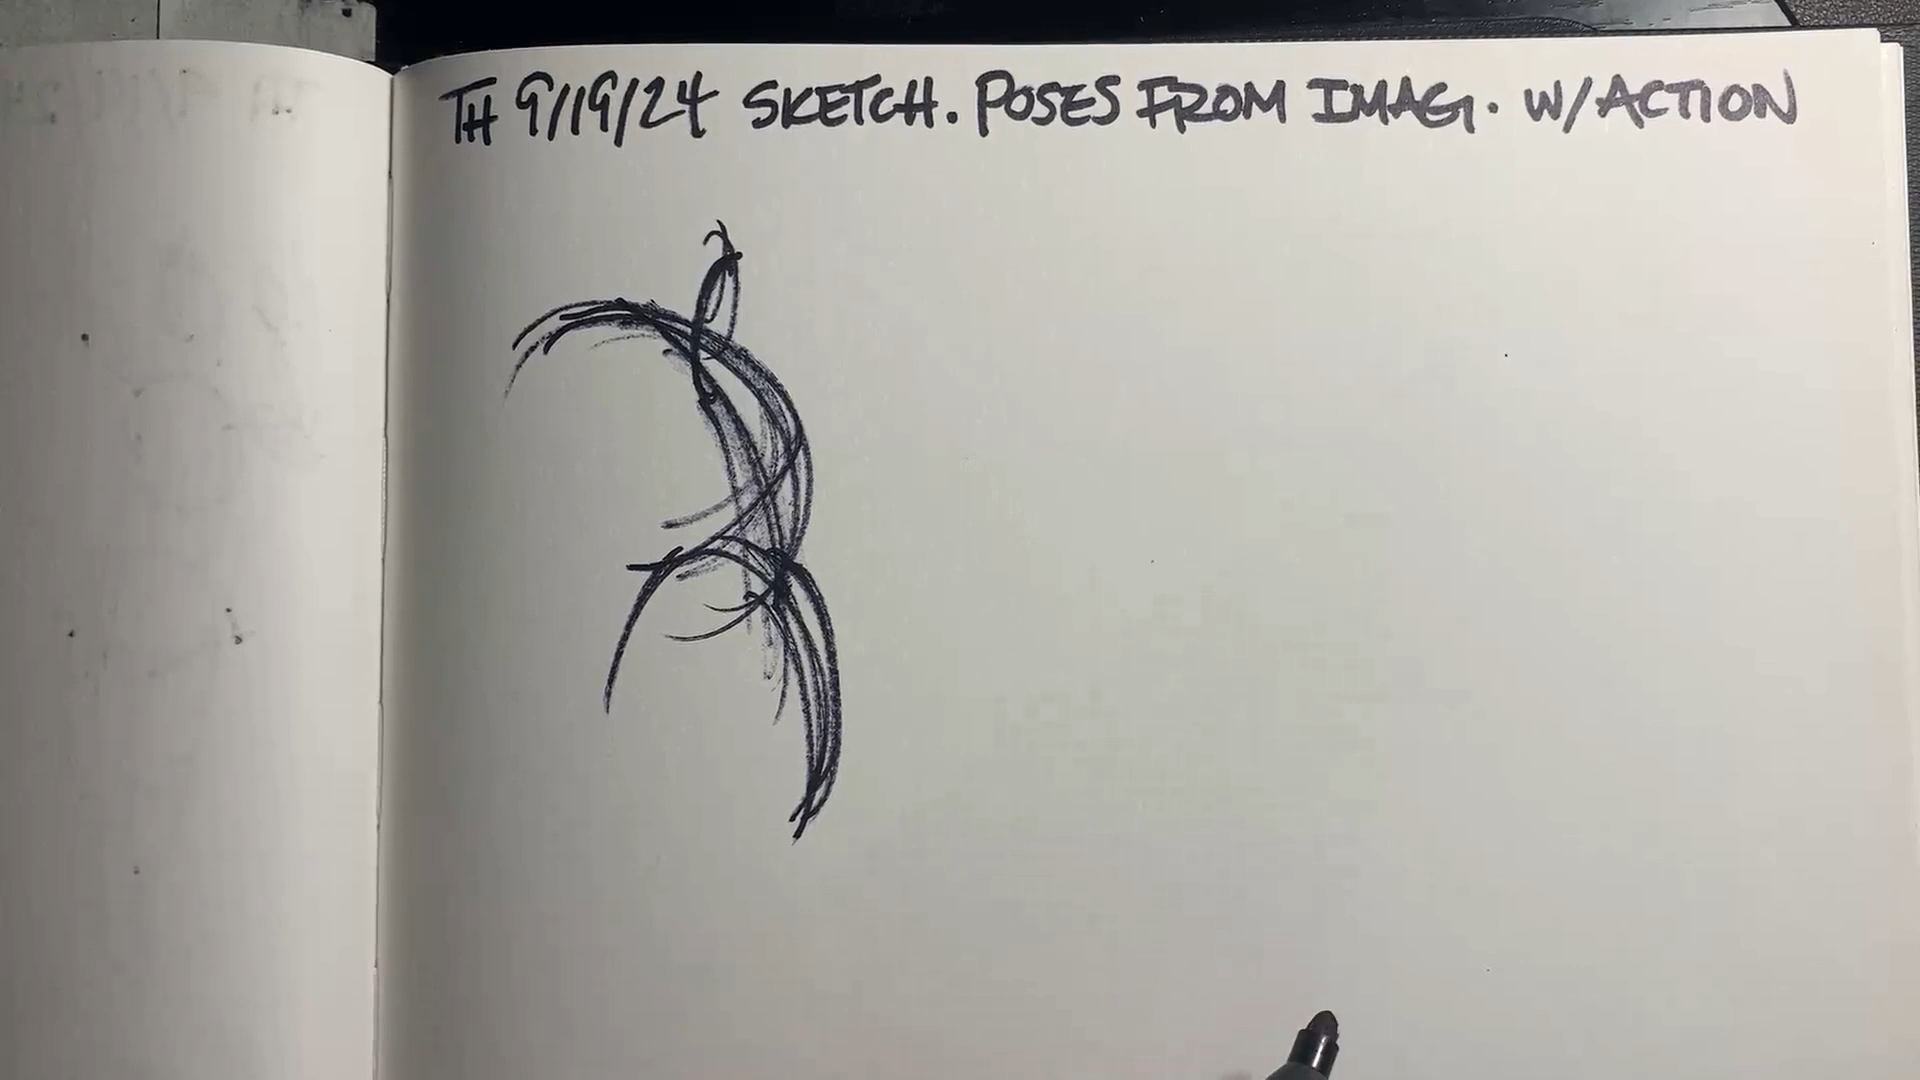 TH 9/19/24 SKETCH. POSES FROM IMAG. W/ACTION